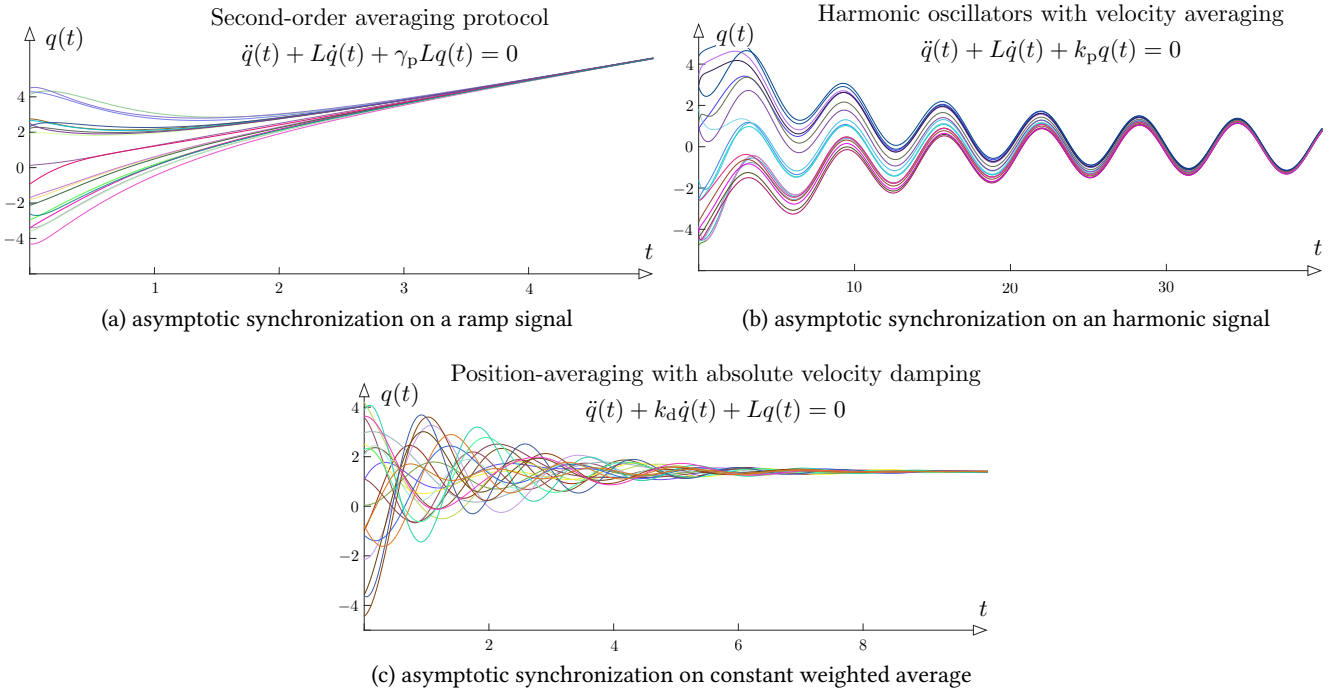 Second-order averaging protocol
q̈(t) + Lq̇(t) + γ_p Lq(t) = 0
q(t)
4
2
0
−2
−4
1
2
3
4
t
(a) asymptotic synchronization on a ramp signal
Harmonic oscillators with velocity averaging
q̈(t) + Lq̇(t) + k_p q(t) = 0
q(t)
4
2
0
−2
−4
10
20
30
t
(b) asymptotic synchronization on an harmonic signal
Position-averaging with absolute velocity damping
q̈(t) + k_d q̇(t) + Lq(t) = 0
q(t)
4
2
0
−2
−4
2
4
6
8
t
(c) asymptotic synchronization on constant weighted average